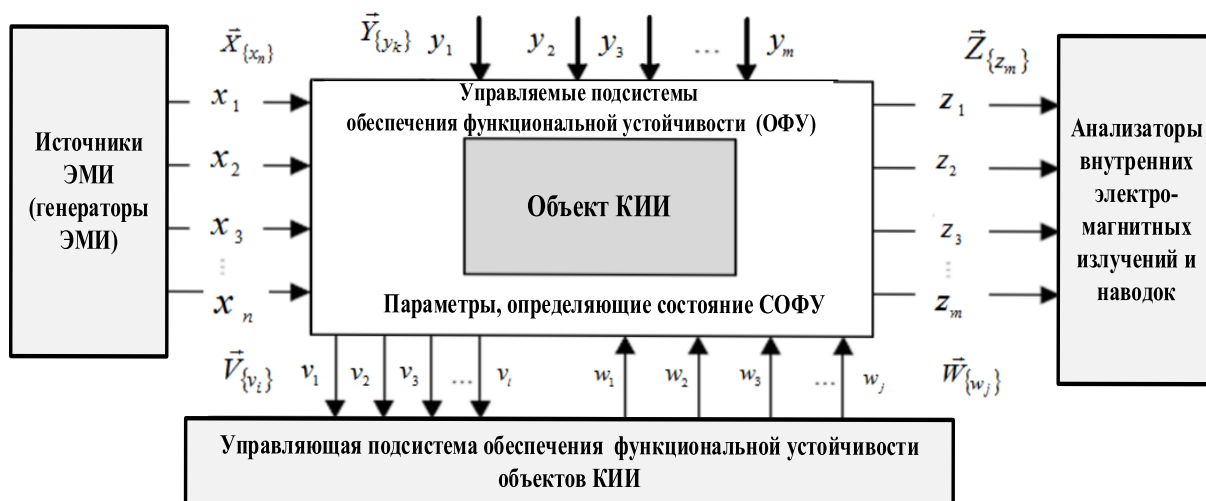 X⃗{xₙ}
Y⃗{yₖ} y₁ y₂ y₃ ... yₘ
Z⃗{zₘ}
Источники
ЭМИ
(генераторы
ЭМИ)
x₁
x₂
x₃
⋮
xₙ
Управляемые подсистемы
обеспечения функциональной устойчивости (ОФУ)
Объект КИИ
Параметры, определяющие состояние СОФУ
z₁
z₂
z₃
⋮
zₘ
Анализаторы
внутренних
электро-
магнитных
излучений и
наводок
V⃗{vᵢ} v₁ v₂ v₃ ... vᵢ
w₁ w₂ w₃ ... wⱼ W⃗{wⱼ}
Управляющая подсистема обеспечения функциональной устойчивости
объектов КИИ